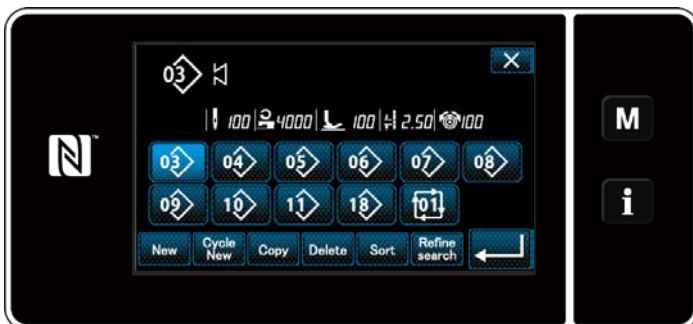 03
100 4000 100 2.50 100
03 04 05 06 07 08
09 10 11 18 01
New Cycle New Copy Delete Sort Refine search
M
i
N™